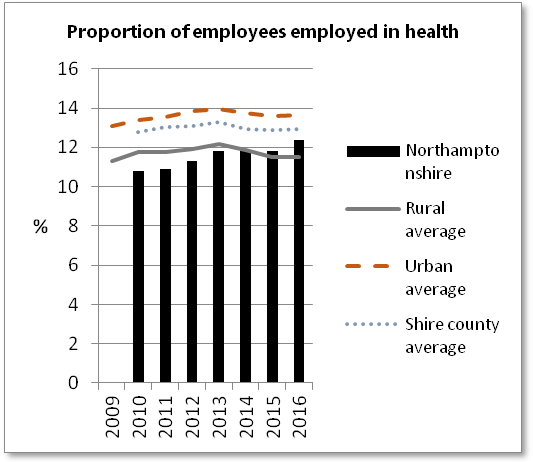 Proportion of employees employed in health
16
14
12
10
8
6
4
2
0
%
2009
2010
2011
2012
2013
2014
2015
2016
Northampto
nshire
Rural
average
Urban
average
Shire county
average